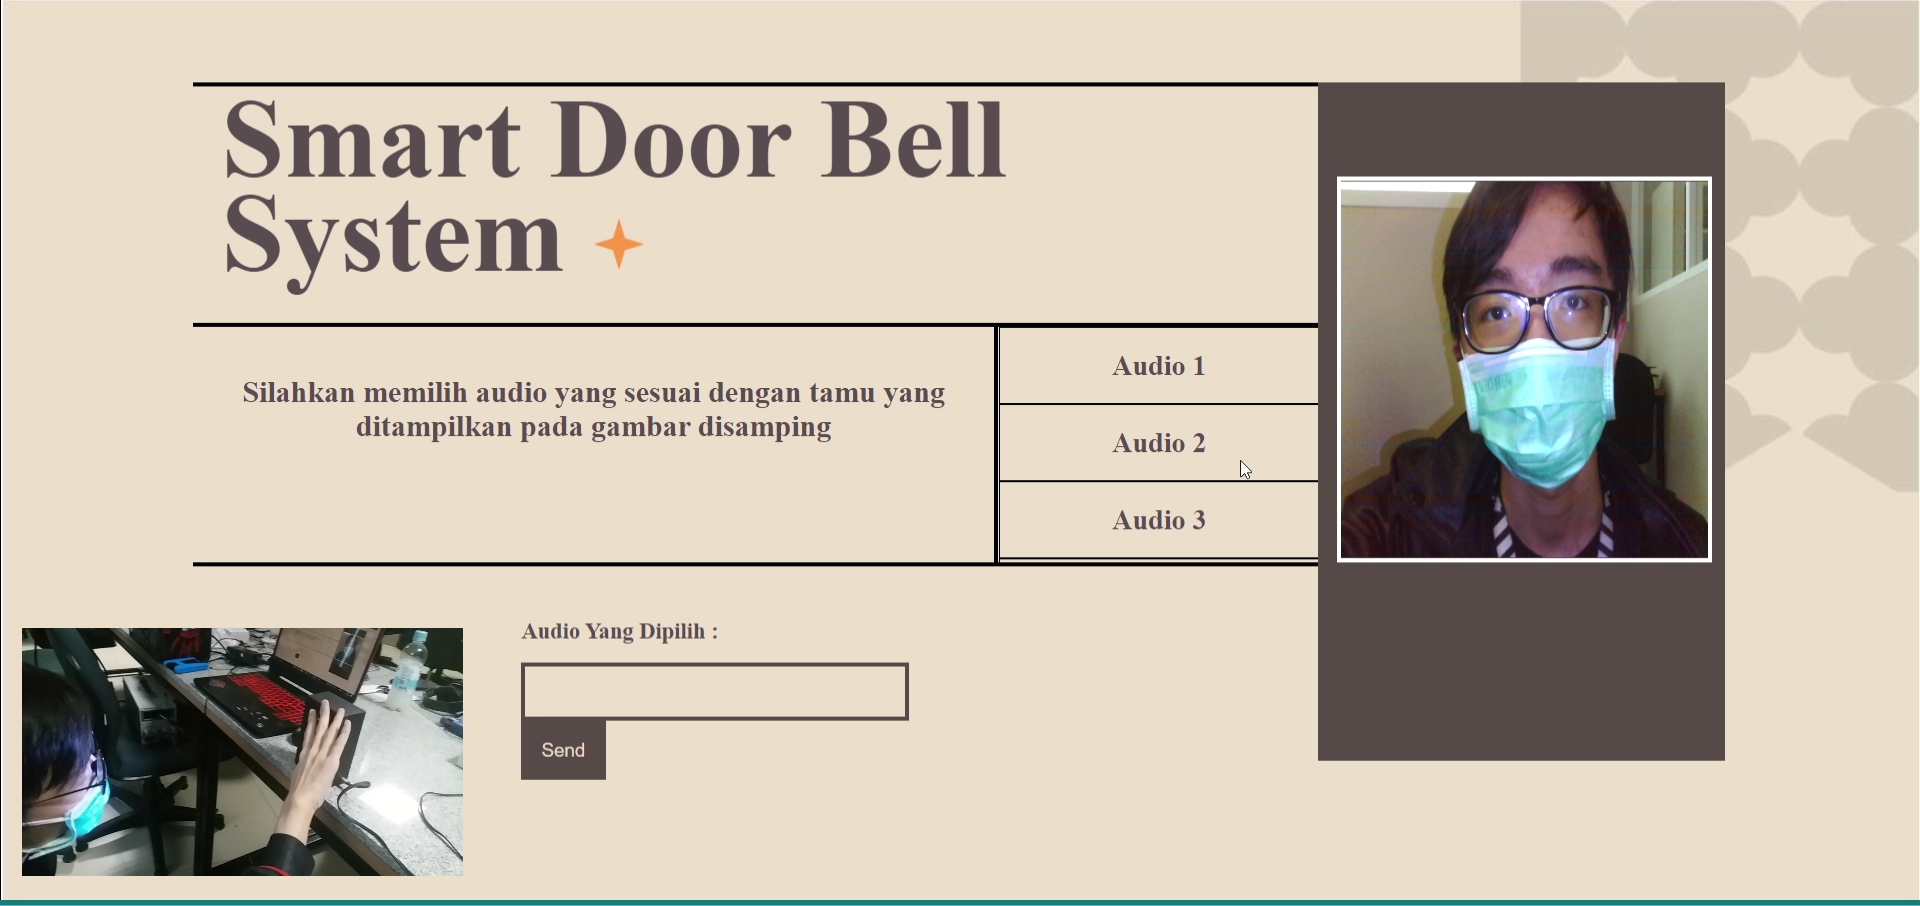 Smart Door Bell
System
Silahkan memilih audio yang sesuai dengan tamu yang
ditampilkan pada gambar disamping
Audio 1
Audio 2
Audio 3
Audio Yang Dipilih :
Send